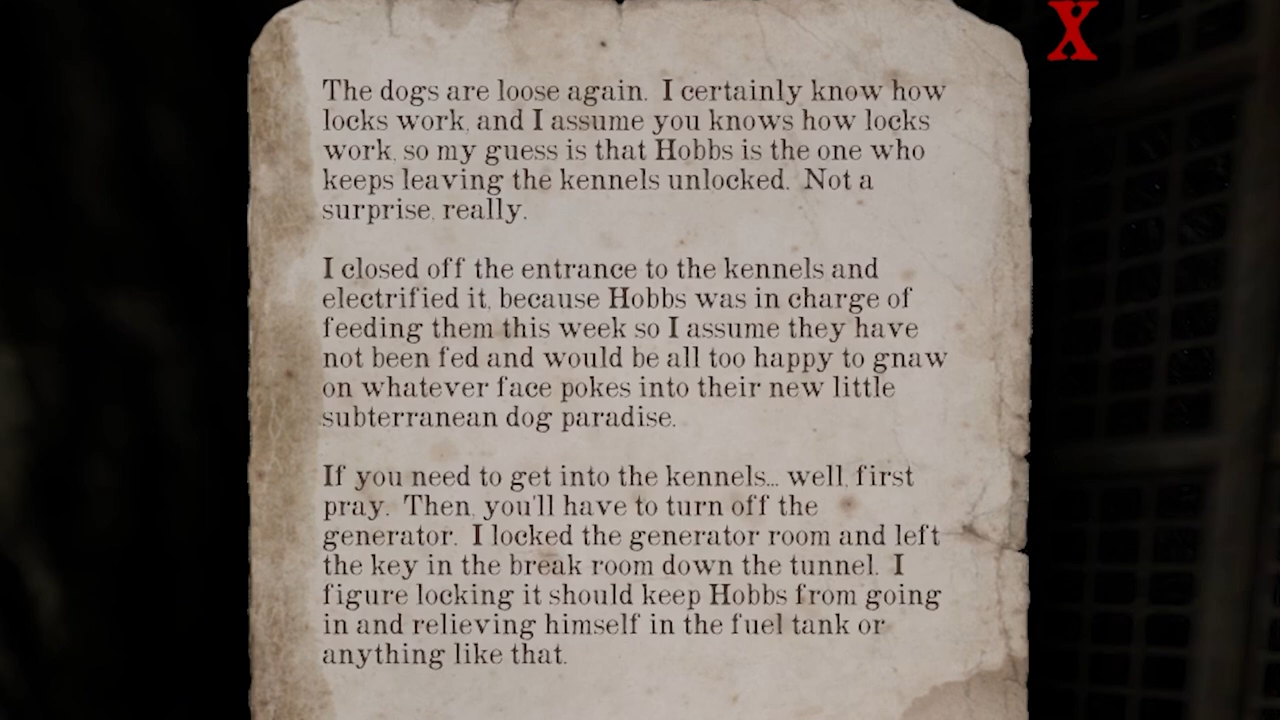 X
The dogs are loose again. I certainly know how
locks work, and I assume you knows how locks
work, so my guess is that Hobbs is the one who
keeps leaving the kennels unlocked. Not a
surprise, really.
I closed off the entrance to the kennels and
electrified it, because Hobbs was in charge of
feeding them this week so I assume they have
not been fed and would be all too happy to gnaw
on whatever face pokes into their new little
subterranean dog paradise.
If you need to get into the kennels... well, first
pray. Then, you'll have to turn off the
generator. I locked the generator room and left
the key in the break room down the tunnel. I
figure locking it should keep Hobbs from going
in and relieving himself in the fuel tank or
anything like that.